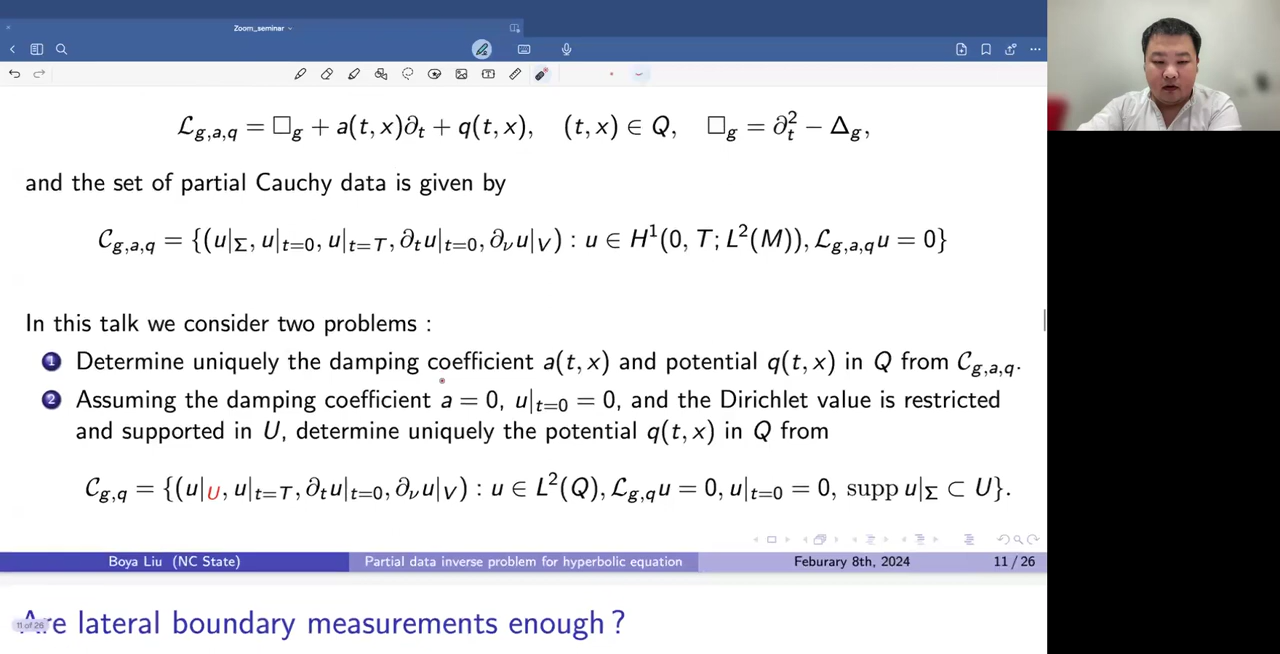 Zoom_seminar
ℒ_{g,a,q} = □_g + a(t, x)∂_t + q(t, x), (t, x) ∈ Q, □_g = ∂_t^2 − Δ_g,
and the set of partial Cauchy data is given by
𝒞_{g,a,q} = {(u|_Σ, u|_{t=0}, u|_{t=T}, ∂_t u|_{t=0}, ∂_ν u|_V) : u ∈ H^1(0, T; L^2(M)), ℒ_{g,a,q}u = 0}
In this talk we consider two problems :
1 Determine uniquely the damping coefficient a(t, x) and potential q(t, x) in Q from 𝒞_{g,a,q}.
2 Assuming the damping coefficient a = 0, u|_{t=0} = 0, and the Dirichlet value is restricted
and supported in U, determine uniquely the potential q(t, x) in Q from
𝒞_{g,q} = {(u|_U, u|_{t=T}, ∂_t u|_{t=0}, ∂_ν u|_V) : u ∈ L^2(Q), ℒ_{g,q}u = 0, u|_{t=0} = 0, supp u|_Σ ⊂ U}.
Boya Liu (NC State) Partial data inverse problem for hyperbolic equation Feburary 8th, 2024 11 / 26
Are lateral boundary measurements enough ?
11 of 26